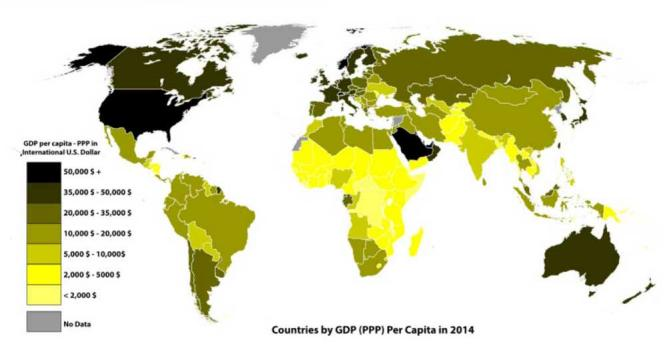 GDP per capita - PPP in
International U.S. Dollar
50,000 $ +
35,000 $ - 50,000 $
20,000 $ - 35,000 $
10,000 $ - 20,000 $
5,000 $ - 10,000$
2,000 $ - 5000 $
< 2,000 $
No Data
Countries by GDP (PPP) Per Capita in 2014